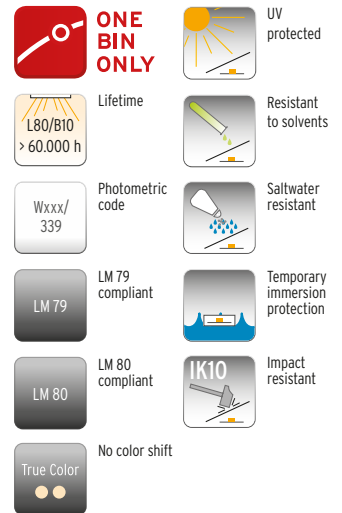 ONE
BIN
ONLY
L80/B10
> 60.000 h
Lifetime
Wxxx/
339
Photometric
code
LM 79
LM 79
compliant
LM 80
LM 80
compliant
True Color
No color shift
UV
protected
Resistant
to solvents
Saltwater
resistant
Temporary
immersion
protection
IK10
Impact
resistant